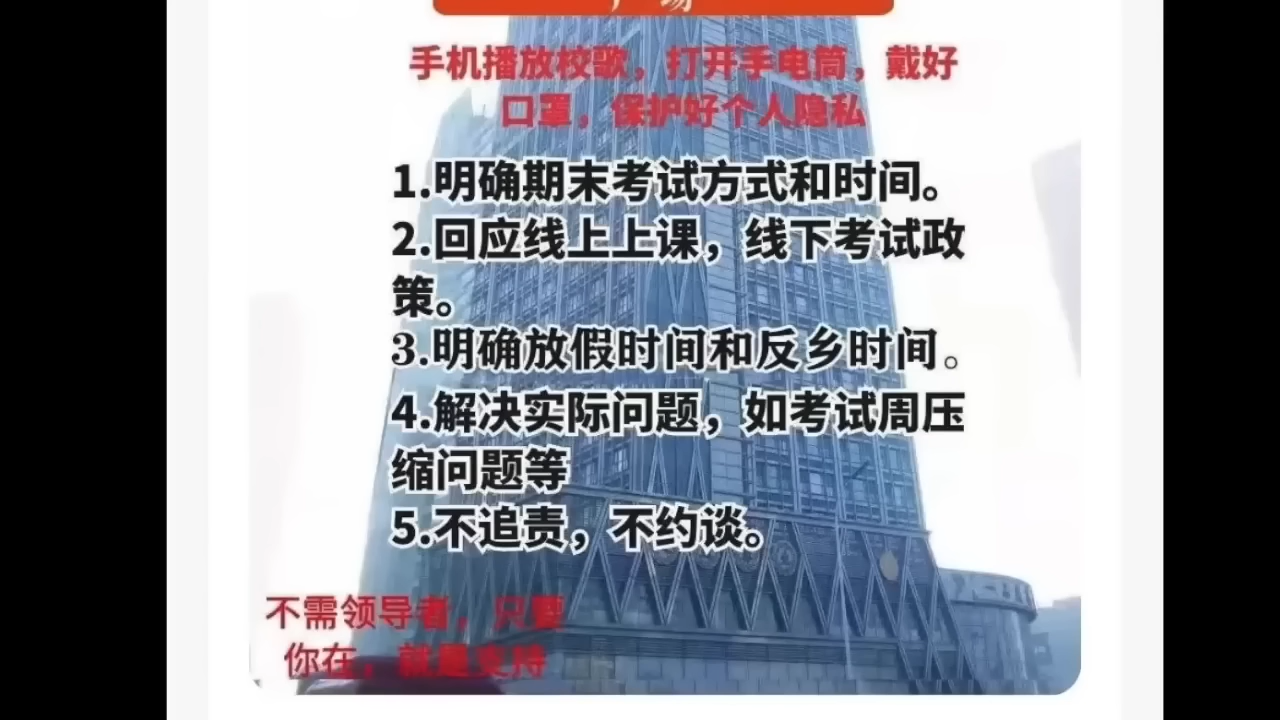 手机播放校歌，打开手电筒，戴好
口罩，保护好个人隐私
1.明确期末考试方式和时间。
2.回应线上上课，线下考试政
策。
3.明确放假时间和反乡时间。
4.解决实际问题，如考试周压
缩问题等
5.不追责，不约谈。
不需领导者，只要
你在，就是支持